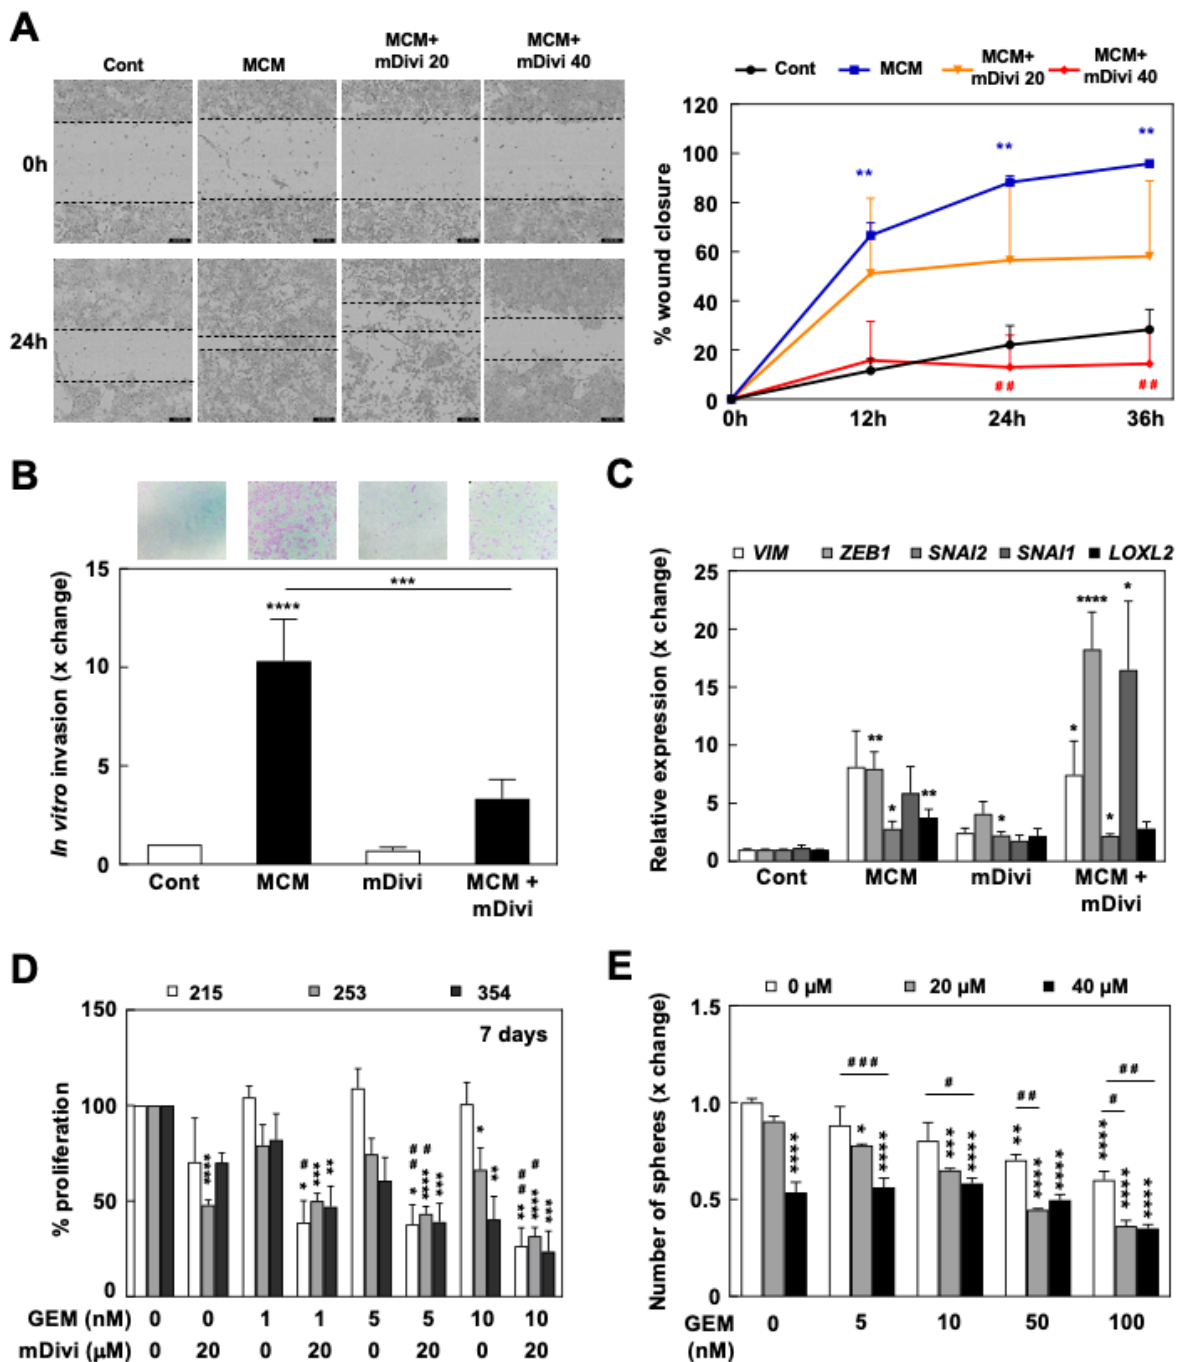 A
Cont
MCM
MCM+
mDivi 20
MCM+
mDivi 40
0h
24h
Cont
MCM
MCM+
mDivi 20
MCM+
mDivi 40
% wound closure
120
100
80
60
40
20
0
** ** **
## ##
0h 12h 24h 36h
B
In vitro invasion (x change)
15
10
5
0
****
***
Cont MCM mDivi MCM +
mDivi
C
VIM ZEB1 SNAI2 SNAI1 LOXL2
Relative expression (x change)
25
20
15
10
5
0
** * ** * * **** * *
Cont MCM mDivi MCM +
mDivi
D
215 253 354
7 days
% proliferation
150
100
50
0
**** * # *** ** * ## **** # *** * ** ** ## **** # ***
GEM (nM) 0 0 1 1 5 5 10 10
mDivi (μM) 0 20 0 20 0 20 0 20
E
0 μM 20 μM 40 μM
Number of spheres (x change)
1.5
1.0
0.5
0
### # ## # ##
**** * **** *** **** ** **** **** **** **** ****
GEM 0 5 10 50 100
(nM)